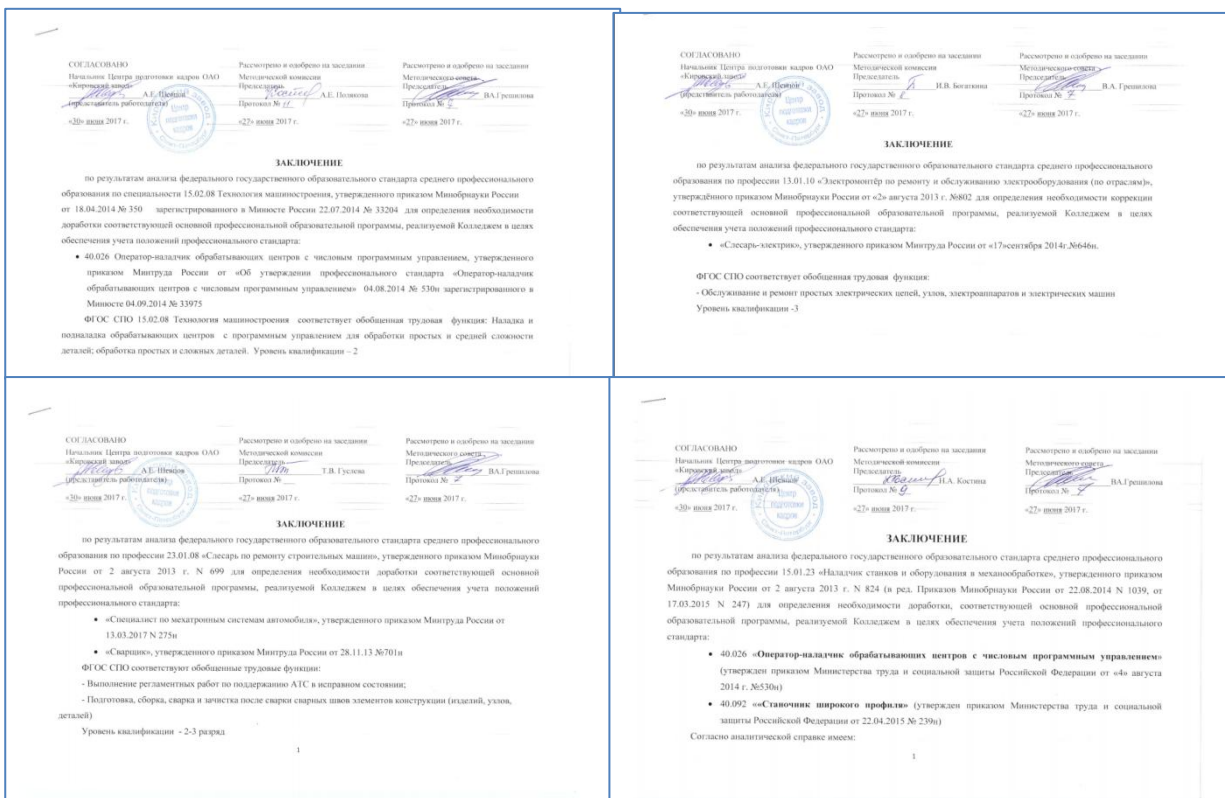 СОГЛАСОВАНО
Начальник Центра подготовки кадров ОАО
«Кировский завод»
А.Е. Шевцов
(представитель работодателя)
«30» июня 2017 г.
Рассмотрено и одобрено на заседании
Методической комиссии
Председатель
А.Е. Полякова
Протокол № 11
«27» июня 2017 г.
Рассмотрено и одобрено на заседании
Методического совета
Председатель
ВА.Грешилова
Протокол №
«27» июня 2017 г.
Центр
подготовки
кадров
ЗАКЛЮЧЕНИЕ
по результатам анализа федерального государственного образовательного стандарта среднего профессионального
образования по специальности 15.02.08 Технология машиностроения, утвержденного приказом Минобрнауки России
от 18.04.2014 № 350 зарегистрированного в Минюсте России 22.07.2014 № 33204 для определения необходимости
доработки соответствующей основной профессиональной образовательной программы, реализуемой Колледжем в целях
обеспечения учета положений профессионального стандарта:
• 40.026 Оператор-наладчик обрабатывающих центров с числовым программным управлением, утвержденного
приказом Минтруда России от «Об утверждении профессионального стандарта «Оператор-наладчик
обрабатывающих центров с числовым программным управлением» 04.08.2014 № 530н зарегистрированного в
Минюсте 04.09.2014 № 33975
ФГОС СПО 15.02.08 Технология машиностроения соответствует обобщенная трудовая функция: Наладка и
подналадка обрабатывающих центров с программным управлением для обработки простых и средней сложности
деталей; обработка простых и сложных деталей. Уровень квалификации – 2
СОГЛАСОВАНО
Начальник Центра подготовки кадров ОАО
«Кировский завод»
А.Е. Шевцов
(представитель работодателя)
«30» июня 2017 г.
Рассмотрено и одобрено на заседании
Методической комиссии
Председатель
И.В. Богаткина
Протокол № 8
«27» июня 2017 г.
Рассмотрено и одобрено на заседании
Методического совета
Председатель
В.А. Грешилова
Протокол № 7
«27» июня 2017 г.
Центр
подготовки
кадров
ЗАКЛЮЧЕНИЕ
по результатам анализа федерального государственного образовательного стандарта среднего профессионального
образования по профессии 13.01.10 «Электромонтёр по ремонту и обслуживанию электрооборудования (по отраслям)»,
утверждённого приказом Минобрнауки России от «2» августа 2013 г. №802 для определения необходимости коррекции
соответствующей основной профессиональной образовательной программы, реализуемой Колледжем в целях
обеспечения учета положений профессионального стандарта:
• «Слесарь-электрик», утвержденного приказом Минтруда России от «17»сентября 2014г.№646н.
ФГОС СПО соответствует обобщенная трудовая функция:
- Обслуживание и ремонт простых электрических цепей, узлов, электроаппаратов и электрических машин
Уровень квалификации -3
СОГЛАСОВАНО
Начальник Центра подготовки кадров ОАО
«Кировский завод»
А.Е. Шевцов
(представитель работодателя)
«30» июня 2017 г.
Рассмотрено и одобрено на заседании
Методической комиссии
Председатель
Т.В. Гуслова
Протокол № __
«27» июня 2017 г.
Рассмотрено и одобрено на заседании
Методического совета
Председатель
ВА.Грешилова
Протокол № 7
«27» июня 2017 г.
Центр
подготовки
кадров
ЗАКЛЮЧЕНИЕ
по результатам анализа федерального государственного образовательного стандарта среднего профессионального
образования по профессии 23.01.08 «Слесарь по ремонту строительных машин», утвержденного приказом Минобрнауки
России от 2 августа 2013 г. N 699 для определения необходимости доработки соответствующей основной
профессиональной образовательной программы, реализуемой Колледжем в целях обеспечения учета положений
профессионального стандарта:
• «Специалист по мехатронным системам автомобиля», утвержденного приказом Минтруда России от
13.03.2017 N 275н
• «Сварщик», утвержденного приказом Минтруда России от 28.11.13 №701н
ФГОС СПО соответствуют обобщенные трудовые функции:
- Выполнение регламентных работ по поддержанию АТС в исправном состоянии;
- Подготовка, сборка, сварка и зачистка после сварки сварных швов элементов конструкции (изделий, узлов,
деталей)
Уровень квалификации - 2-3 разряд
1
СОГЛАСОВАНО
Начальник Центра подготовки кадров ОАО
«Кировский завод»
А.Е. Шевцов
(представитель работодателя)
«30» июня 2017 г.
Рассмотрено и одобрено на заседании
Методической комиссии
Председатель
Н.А. Костина
Протокол № 9
«27» июня 2017 г.
Рассмотрено и одобрено на заседании
Методического совета
Председатель
ВА.Грешилова
Протокол № 7
«27» июня 2017 г.
Центр
подготовки
кадров
ЗАКЛЮЧЕНИЕ
по результатам анализа федерального государственного образовательного стандарта среднего профессионального
образования по профессии 15.01.23 «Наладчик станков и оборудования в механообработке», утвержденного приказом
Минобрнауки России от 2 августа 2013 г. N 824 (в ред. Приказов Минобрнауки России от 22.08.2014 N 1039, от
17.03.2015 N 247) для определения необходимости доработки, соответствующей основной профессиональной
образовательной программы, реализуемой Колледжем в целях обеспечения учета положений профессионального
стандарта:
• 40.026 «Оператор-наладчик обрабатывающих центров с числовым программным управлением»
(утвержден приказом Министерства труда и социальной защиты Российской Федерации от «4» августа
2014 г. №530н)
• 40.092 ««Станочник широкого профиля» (утвержден приказом Министерства труда и социальной
защиты Российской Федерации от 22.04.2015 № 239н)
Согласно аналитической справке имеем:
1